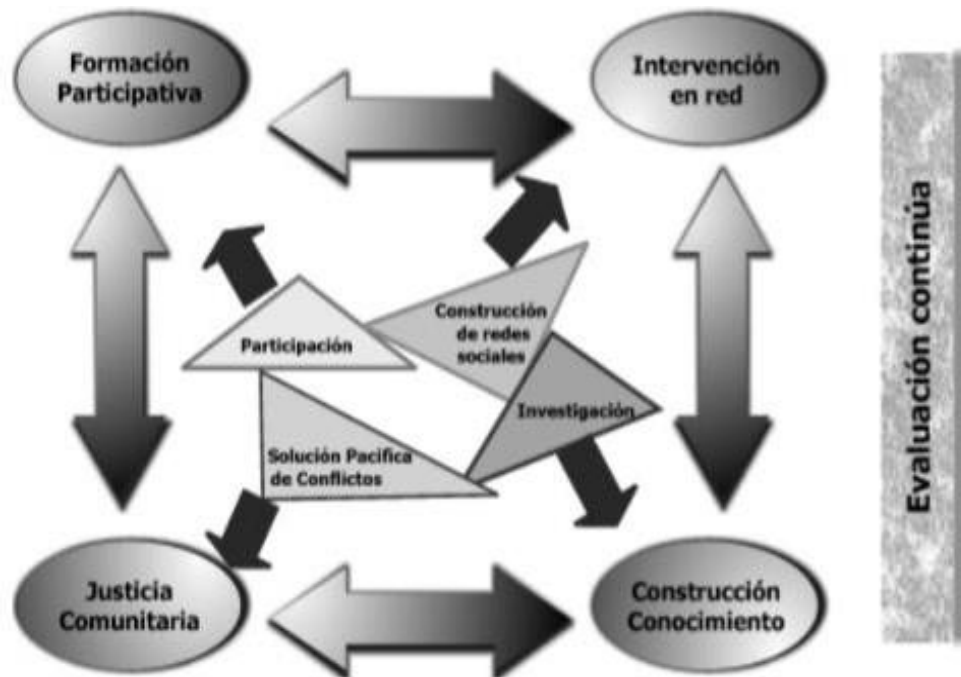 Formación
Participativa
Intervención
en red
Construcción
de redes
sociales
Participación
Investigación
Solución Pacifica
de Conflictos
Justicia
Comunitaria
Construcción
Conocimiento
Evaluación continúa